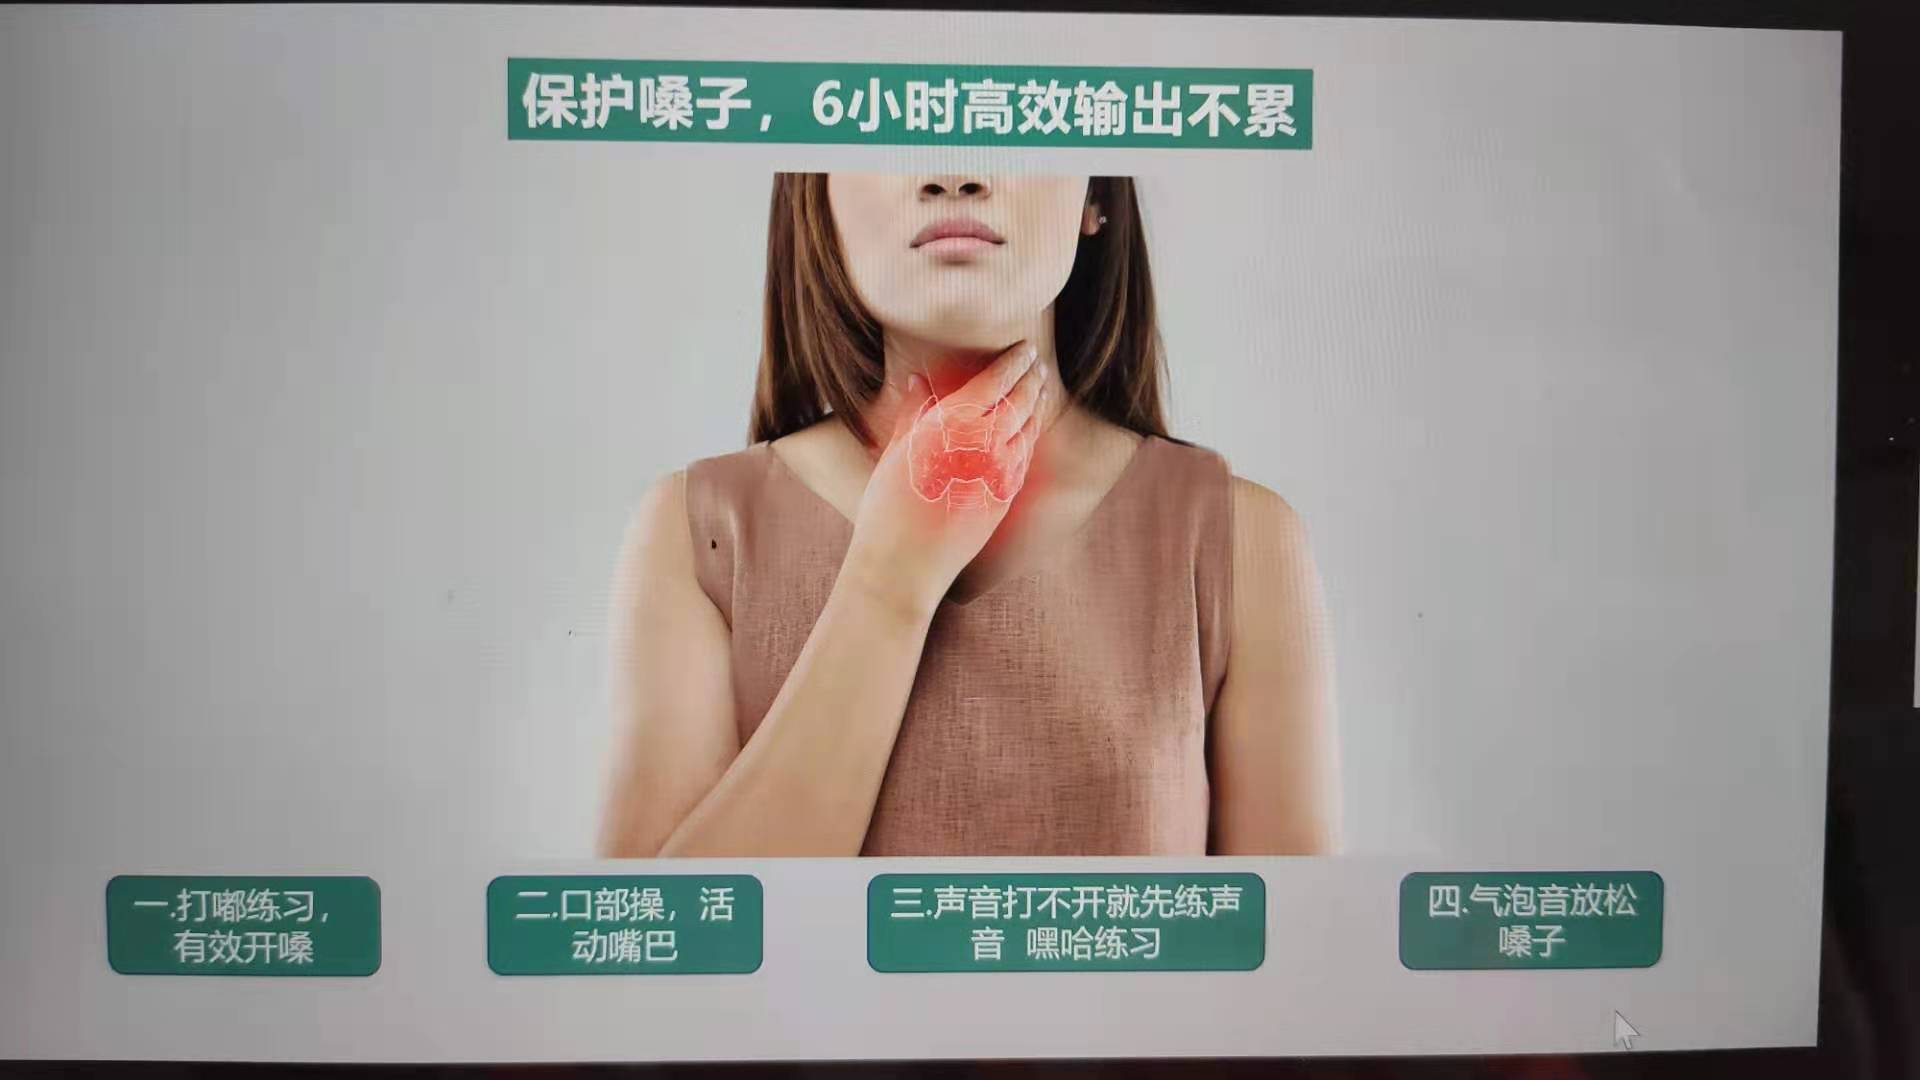 保护嗓子，6小时高效输出不累
一.打嘟练习，
有效开嗓
二.口部操，活
动嘴巴
三.声音打不开就先练声
音 嘿哈练习
四.气泡音放松
嗓子